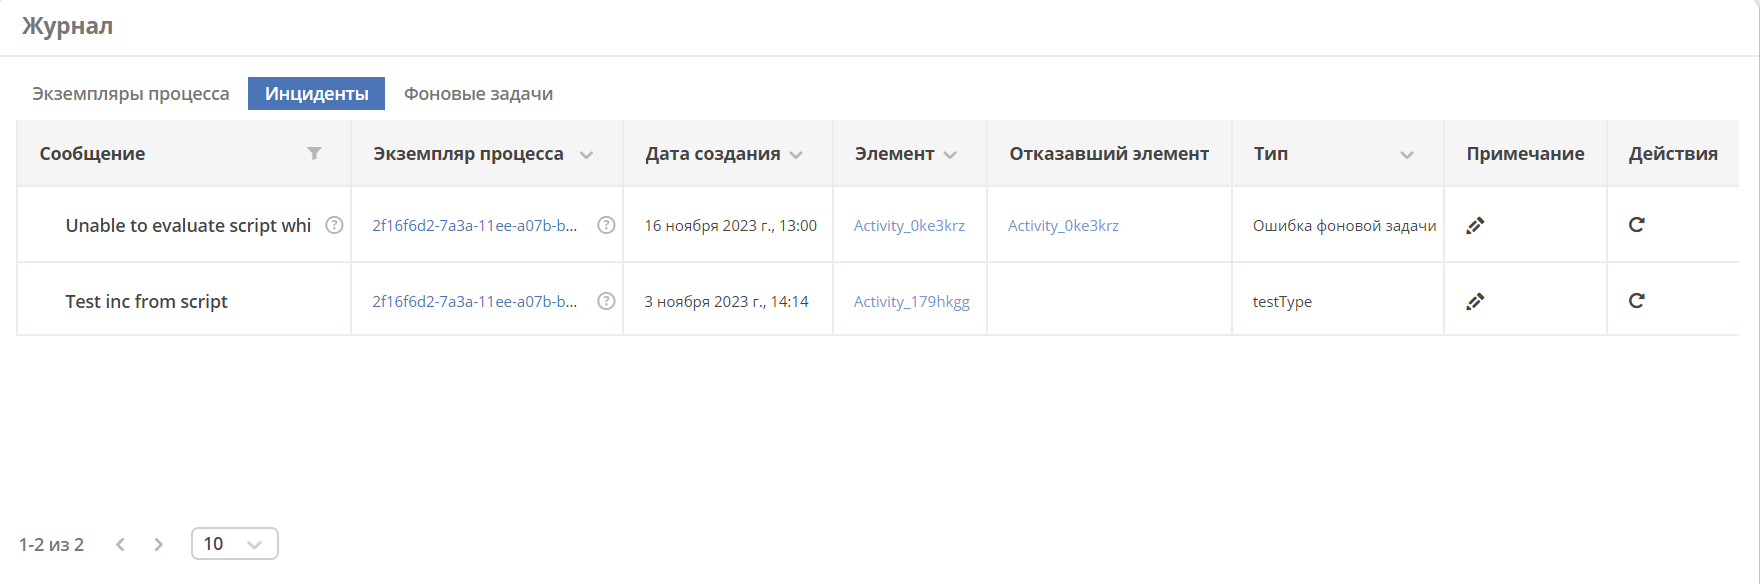 Журнал
Экземпляры процесса Инциденты Фоновые задачи
Сообщение Экземпляр процесса Дата создания Элемент Отказавший элемент Тип Примечание Действия
Unable to evaluate script whi 2f16f6d2-7a3a-11ee-a07b-b... 16 ноября 2023 г., 13:00 Activity_0ke3krz Activity_0ke3krz Ошибка фоновой задачи
Test inc from script 2f16f6d2-7a3a-11ee-a07b-b... 3 ноября 2023 г., 14:14 Activity_179hkgg testType
1-2 из 2 10